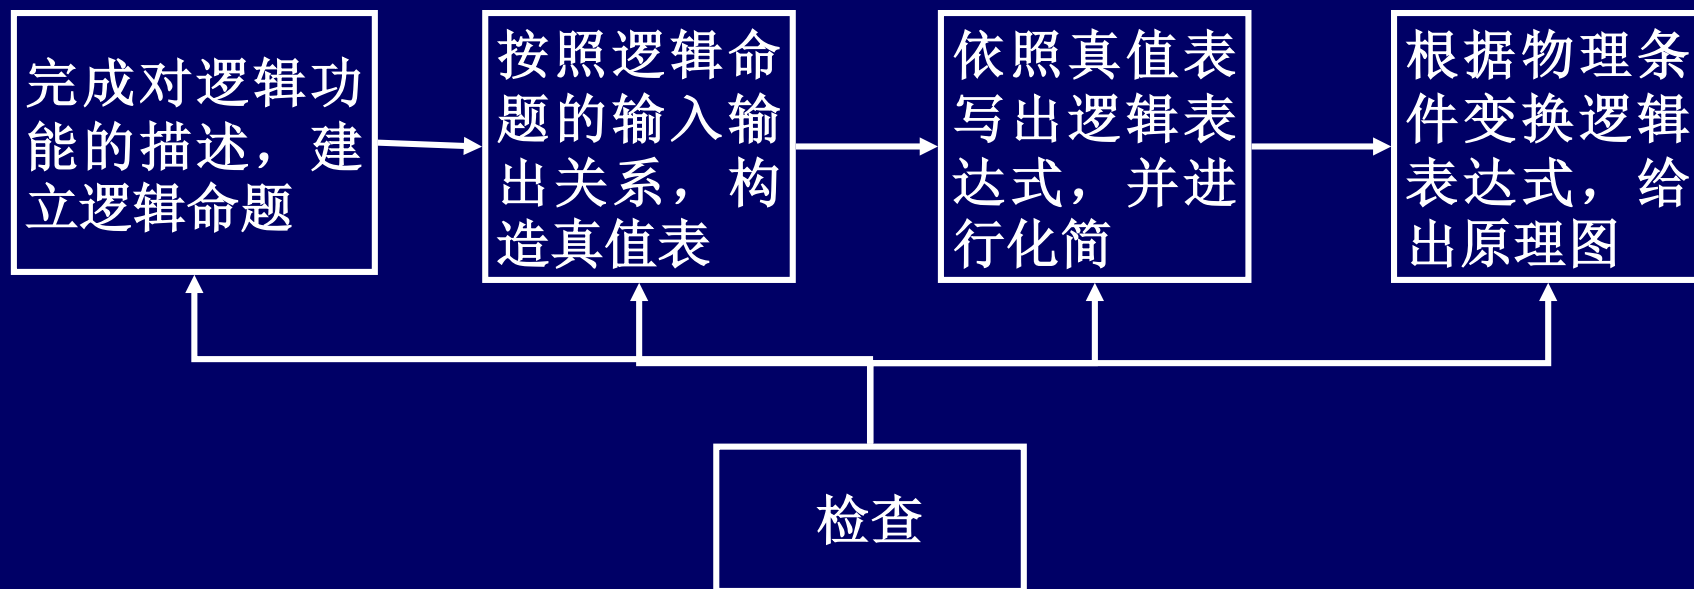 完成对逻辑功
能的描述，建
立逻辑命题
按照逻辑命
题的输入输
出关系，构
造真值表
依照真值表
写出逻辑表
达式，并进
行化简
根据物理条
件变换逻辑
表达式，给
出原理图
检查